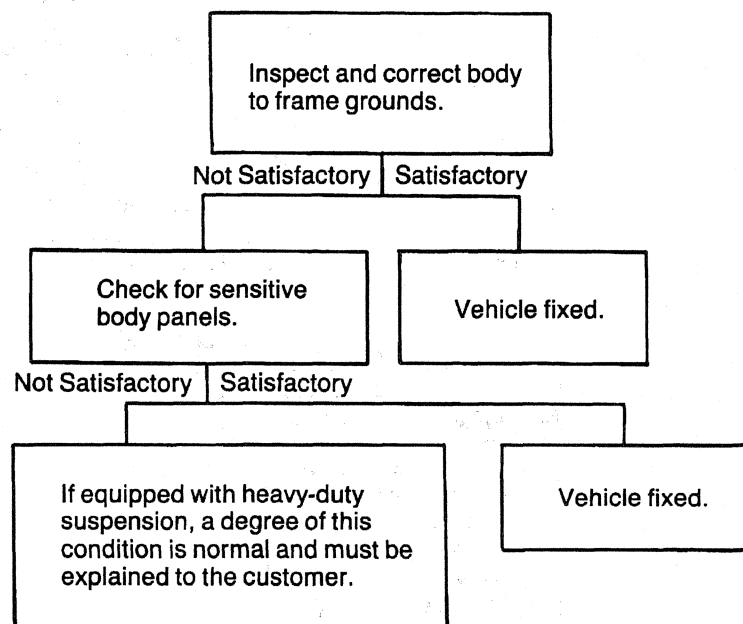 Inspect and correct body
to frame grounds.
Not Satisfactory Satisfactory
Check for sensitive
body panels.
Vehicle fixed.
Not Satisfactory Satisfactory
If equipped with heavy-duty
suspension, a degree of this
condition is normal and must be
explained to the customer.
Vehicle fixed.